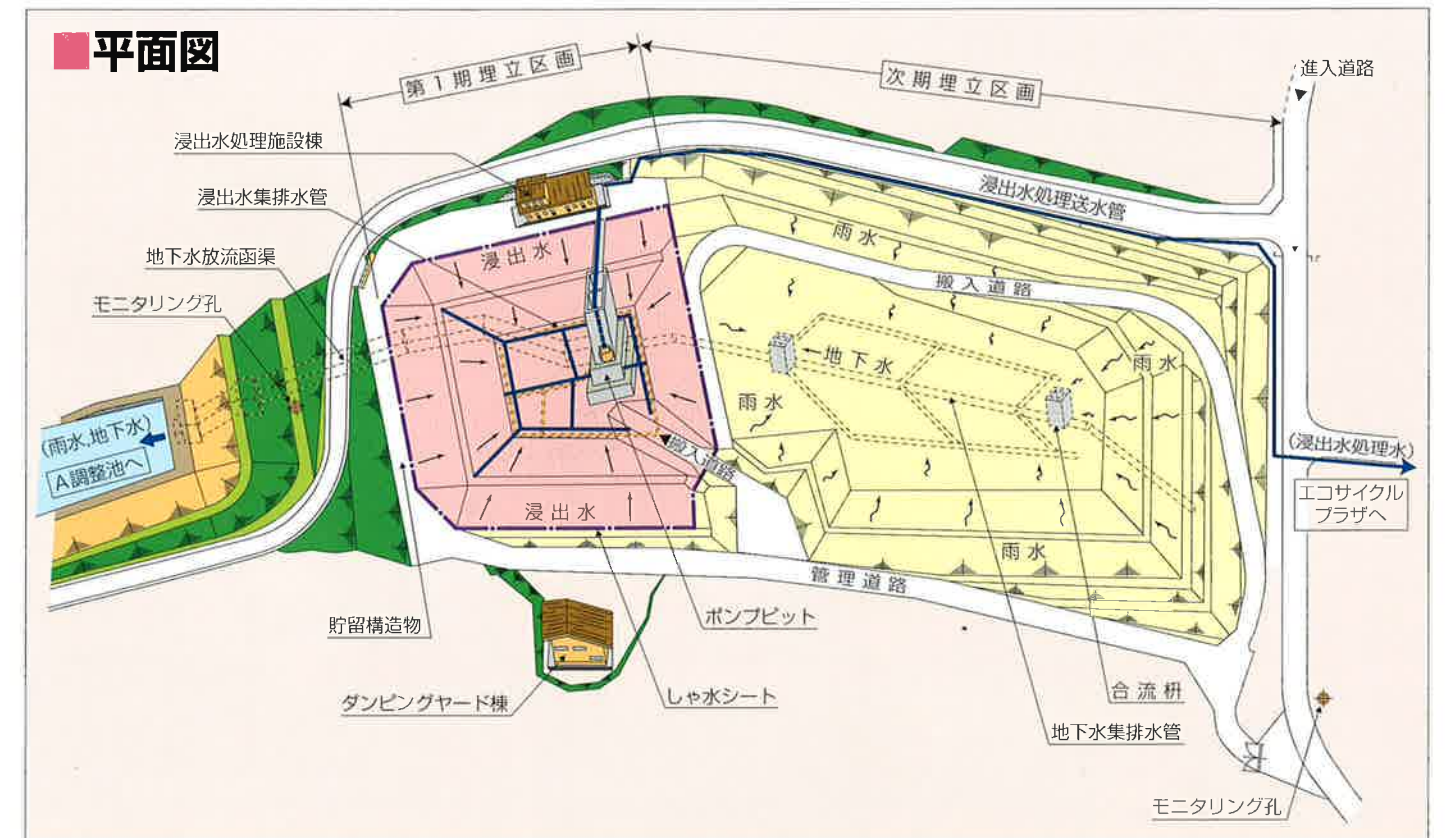 平面図
第1期埋立区画
次期埋立区画
進入道路
浸出水処理施設棟
浸出水集排水管
地下水放流函渠
モニタリング孔
浸出水処理送水管
浸出水
雨水
搬入道路
地下水
雨水
雨水
(雨水,地下水)
A調整池へ
搬入道路
(浸出水処理水)
エコサイクル
プラザへ
浸出水
雨水
管理道路
貯留構造物
ポンプピット
ダンピングヤード棟
しゃ水シート
合流枡
地下水集排水管
モニタリング孔